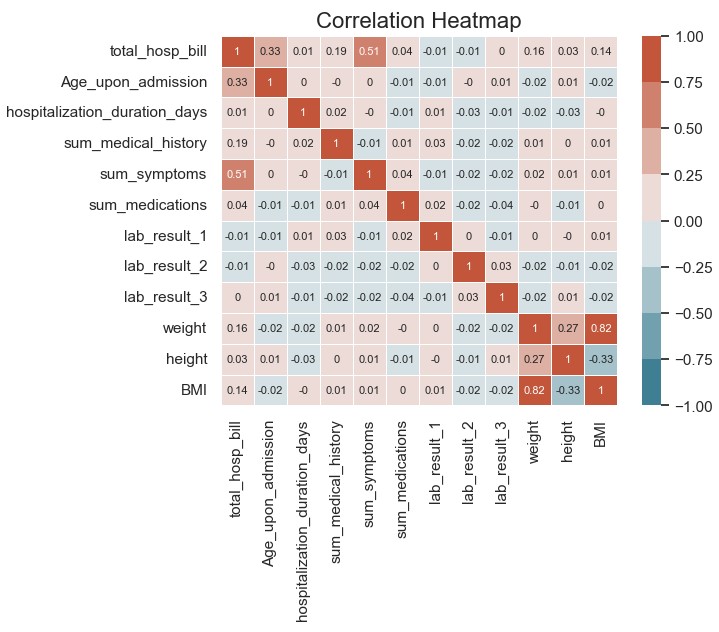 Correlation Heatmap
total_hosp_bill 1 0.33 0.01 0.19 0.51 0.04 -0.01 -0.01 0 0.16 0.03 0.14
Age_upon_admission 0.33 1 0 -0 0 -0.01 -0.01 -0 0.01 -0.02 0.01 -0.02
hospitalization_duration_days 0.01 0 1 0.02 -0 -0.01 0.01 -0.03 -0.01 -0.02 -0.03 -0
sum_medical_history 0.19 -0 0.02 1 -0.01 0.01 0.03 -0.02 -0.02 0.01 0 0.01
sum_symptoms 0.51 0 -0 -0.01 1 0.04 -0.01 -0.02 -0.02 0.02 0.01 0.01
sum_medications 0.04 -0.01 -0.01 0.01 0.04 1 0.02 -0.02 -0.04 -0 -0.01 0
lab_result_1 -0.01 -0.01 0.01 0.03 -0.01 0.02 1 0 -0.01 0 -0 0.01
lab_result_2 -0.01 -0 -0.03 -0.02 -0.02 -0.02 0 1 0.03 -0.02 -0.01 -0.02
lab_result_3 0 0.01 -0.01 -0.02 -0.02 -0.04 -0.01 0.03 1 -0.02 0.01 -0.02
weight 0.16 -0.02 -0.02 0.01 0.02 -0 0 -0.02 -0.02 1 0.27 0.82
height 0.03 0.01 -0.03 0 0.01 -0.01 -0 -0.01 0.01 0.27 1 -0.33
BMI 0.14 -0.02 -0 0.01 0.01 0 0.01 -0.02 -0.02 0.82 -0.33 1
total_hosp_bill
Age_upon_admission
hospitalization_duration_days
sum_medical_history
sum_symptoms
sum_medications
lab_result_1
lab_result_2
lab_result_3
weight
height
BMI
1.00
0.75
0.50
0.25
0.00
−0.25
−0.50
−0.75
−1.00